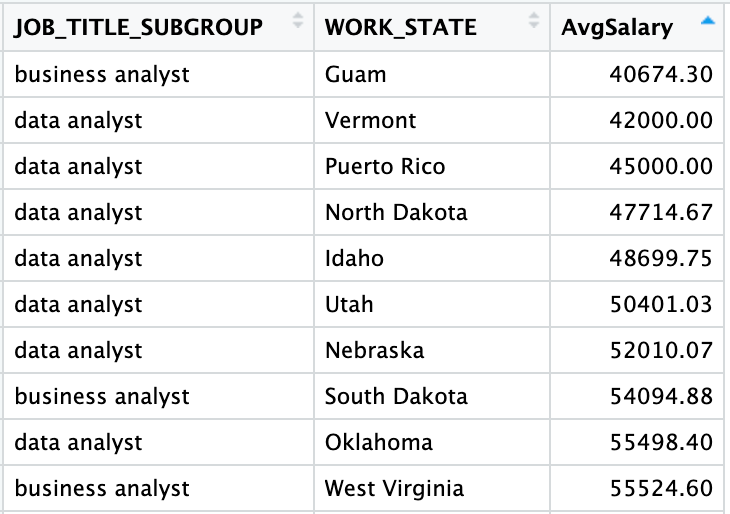 JOB_TITLE_SUBGROUP WORK_STATE AvgSalary
business analyst Guam 40674.30
data analyst Vermont 42000.00
data analyst Puerto Rico 45000.00
data analyst North Dakota 47714.67
data analyst Idaho 48699.75
data analyst Utah 50401.03
data analyst Nebraska 52010.07
business analyst South Dakota 54094.88
data analyst Oklahoma 55498.40
business analyst West Virginia 55524.60